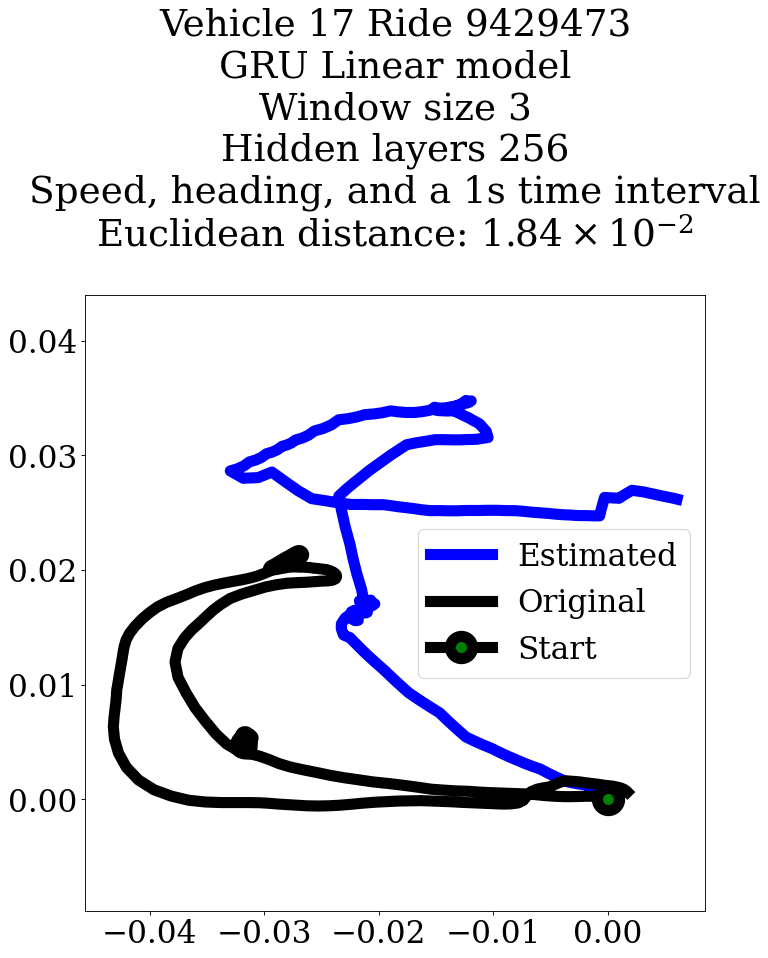 Vehicle 17 Ride 9429473
GRU Linear model
Window size 3
Hidden layers 256
Speed, heading, and a 1s time interval
Euclidean distance: 1.84 × 10⁻²
0.04
0.03
0.02
0.01
0.00
Estimated
Original
Start
−0.04 −0.03 −0.02 −0.01 0.00